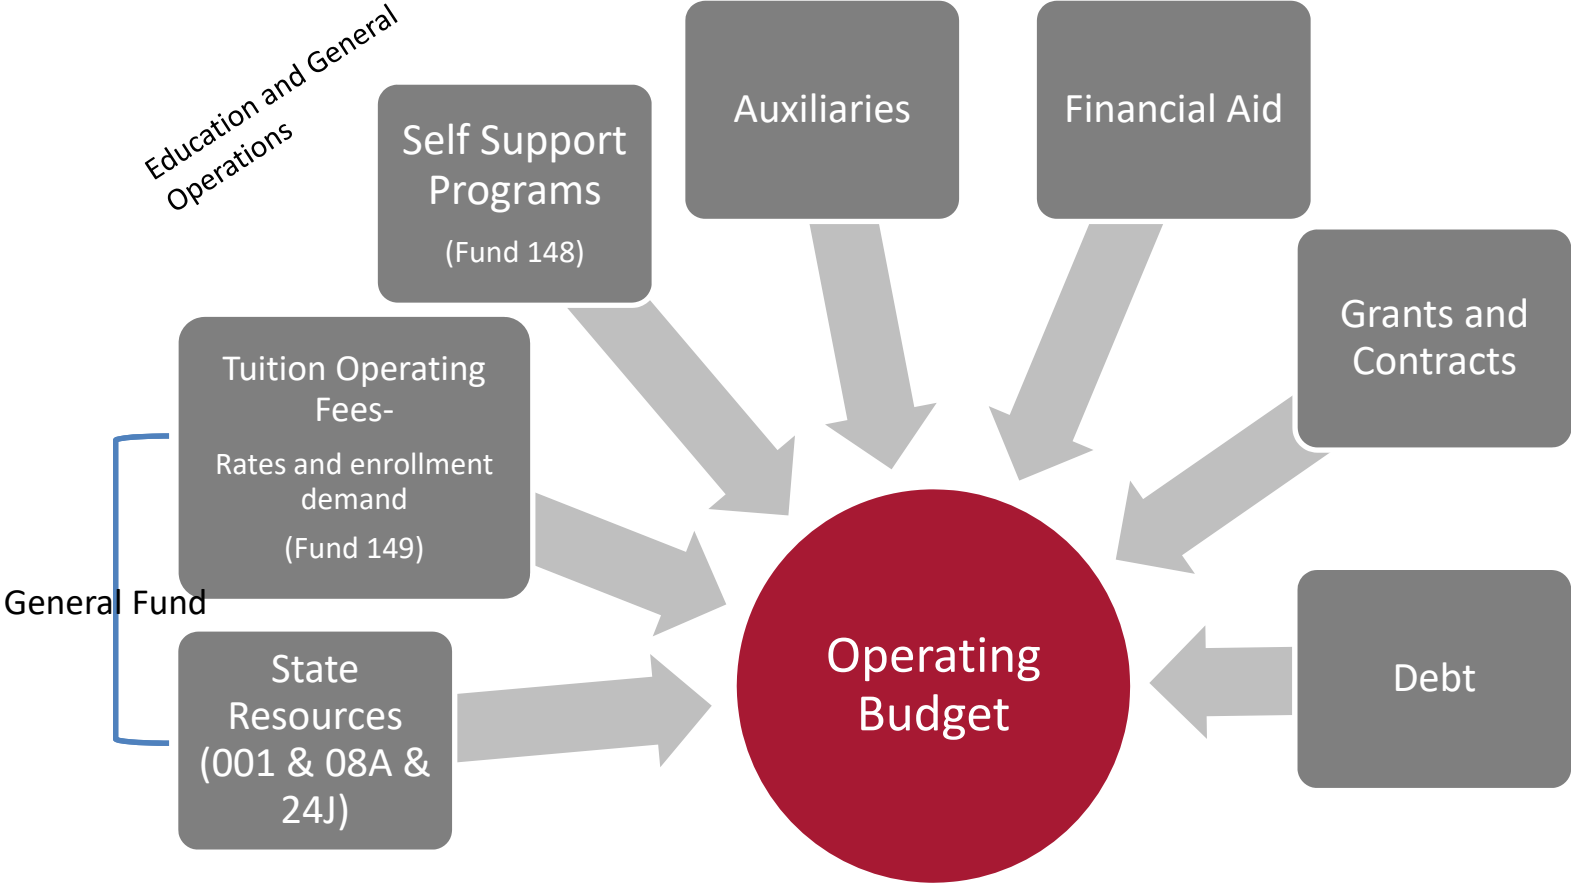 Education and General
Operations
Self Support
Programs
(Fund 148)
Auxiliaries
Financial Aid
Grants and
Contracts
Tuition Operating
Fees-
Rates and enrollment
demand
(Fund 149)
General Fund
State
Resources
(001 & 08A &
24J)
Operating
Budget
Debt